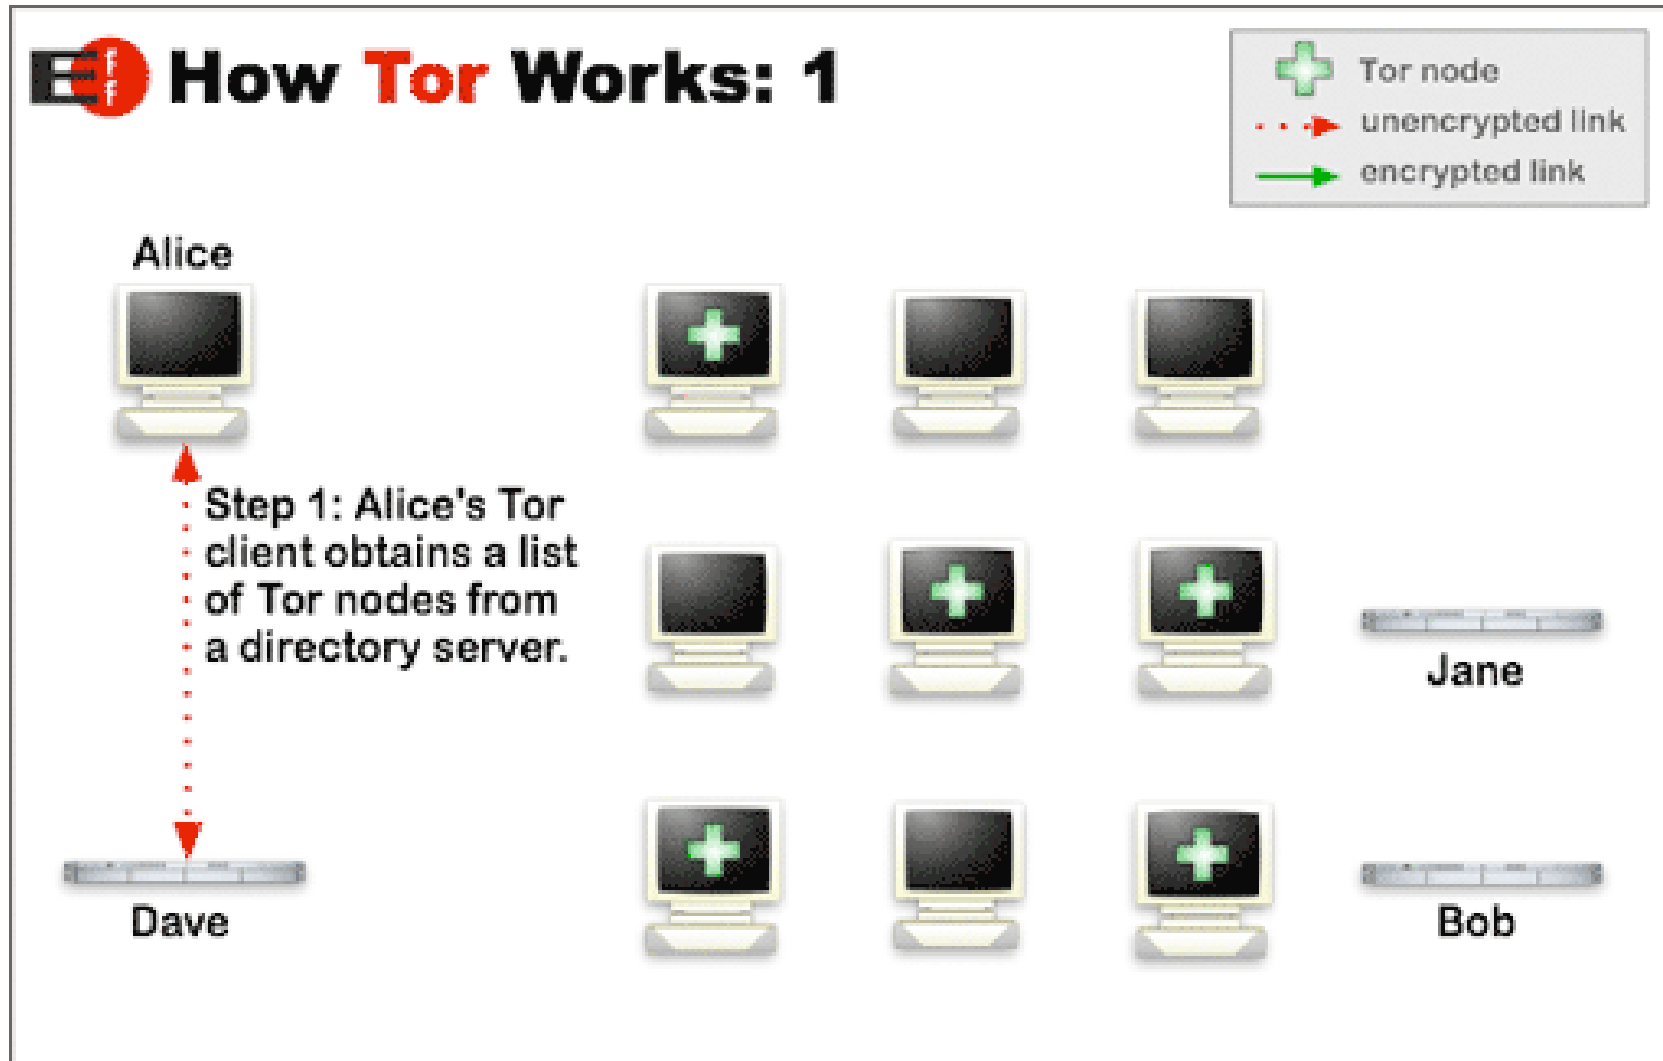 EFF How Tor Works: 1
Tor node
unencrypted link
encrypted link
Alice
Step 1: Alice's Tor
client obtains a list
of Tor nodes from
a directory server.
Jane
Dave
Bob